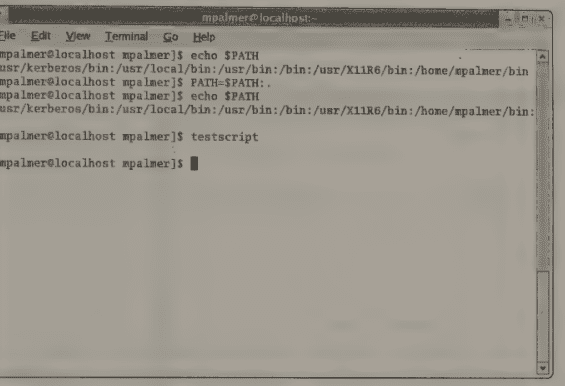 mpalmer@localhost:~
File Edit View Terminal Go Help
mpalmer@localhost mpalmer]$ echo $PATH
usr/kerberos/bin:/usr/local/bin:/usr/bin:/bin:/usr/X11R6/bin:/home/mpalmer/bin
mpalmer@localhost mpalmer]$ PATH=$PATH:.
mpalmer@localhost mpalmer]$ echo $PATH
usr/kerberos/bin:/usr/local/bin:/usr/bin:/bin:/usr/X11R6/bin:/home/mpalmer/bin:
mpalmer@localhost mpalmer]$ testscript
mpalmer@localhost mpalmer]$